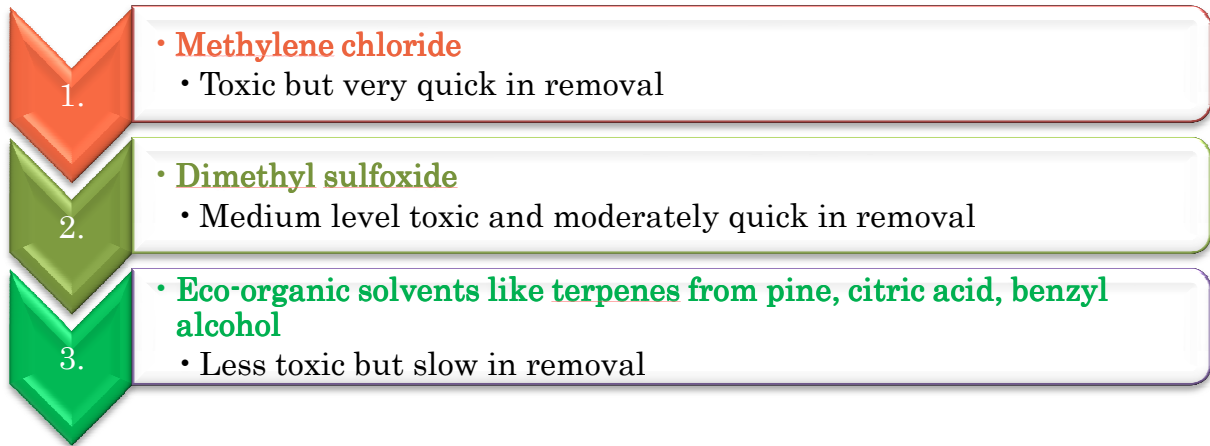 1.
• Methylene chloride
• Toxic but very quick in removal
2.
• Dimethyl sulfoxide
• Medium level toxic and moderately quick in removal
3.
• Eco-organic solvents like terpenes from pine, citric acid, benzyl
alcohol
• Less toxic but slow in removal